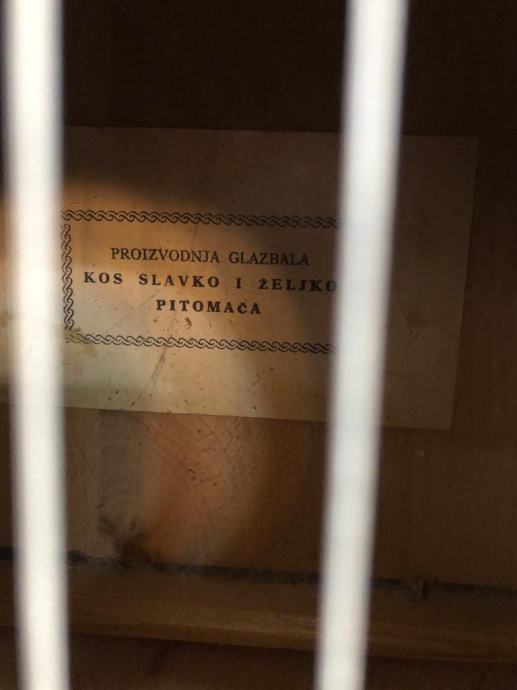 PROIZVODNJA GLAZBALA
KOS SLAVKO I ŽELJKO
PITOMAČA